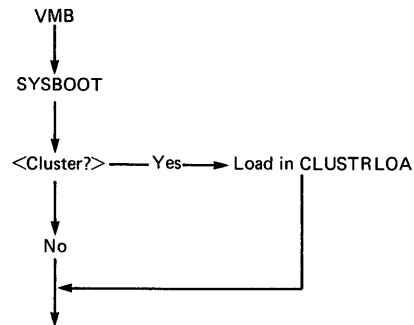 VMB
SYSBOOT
<Cluster?> Yes Load in CLUSTRLOA
No